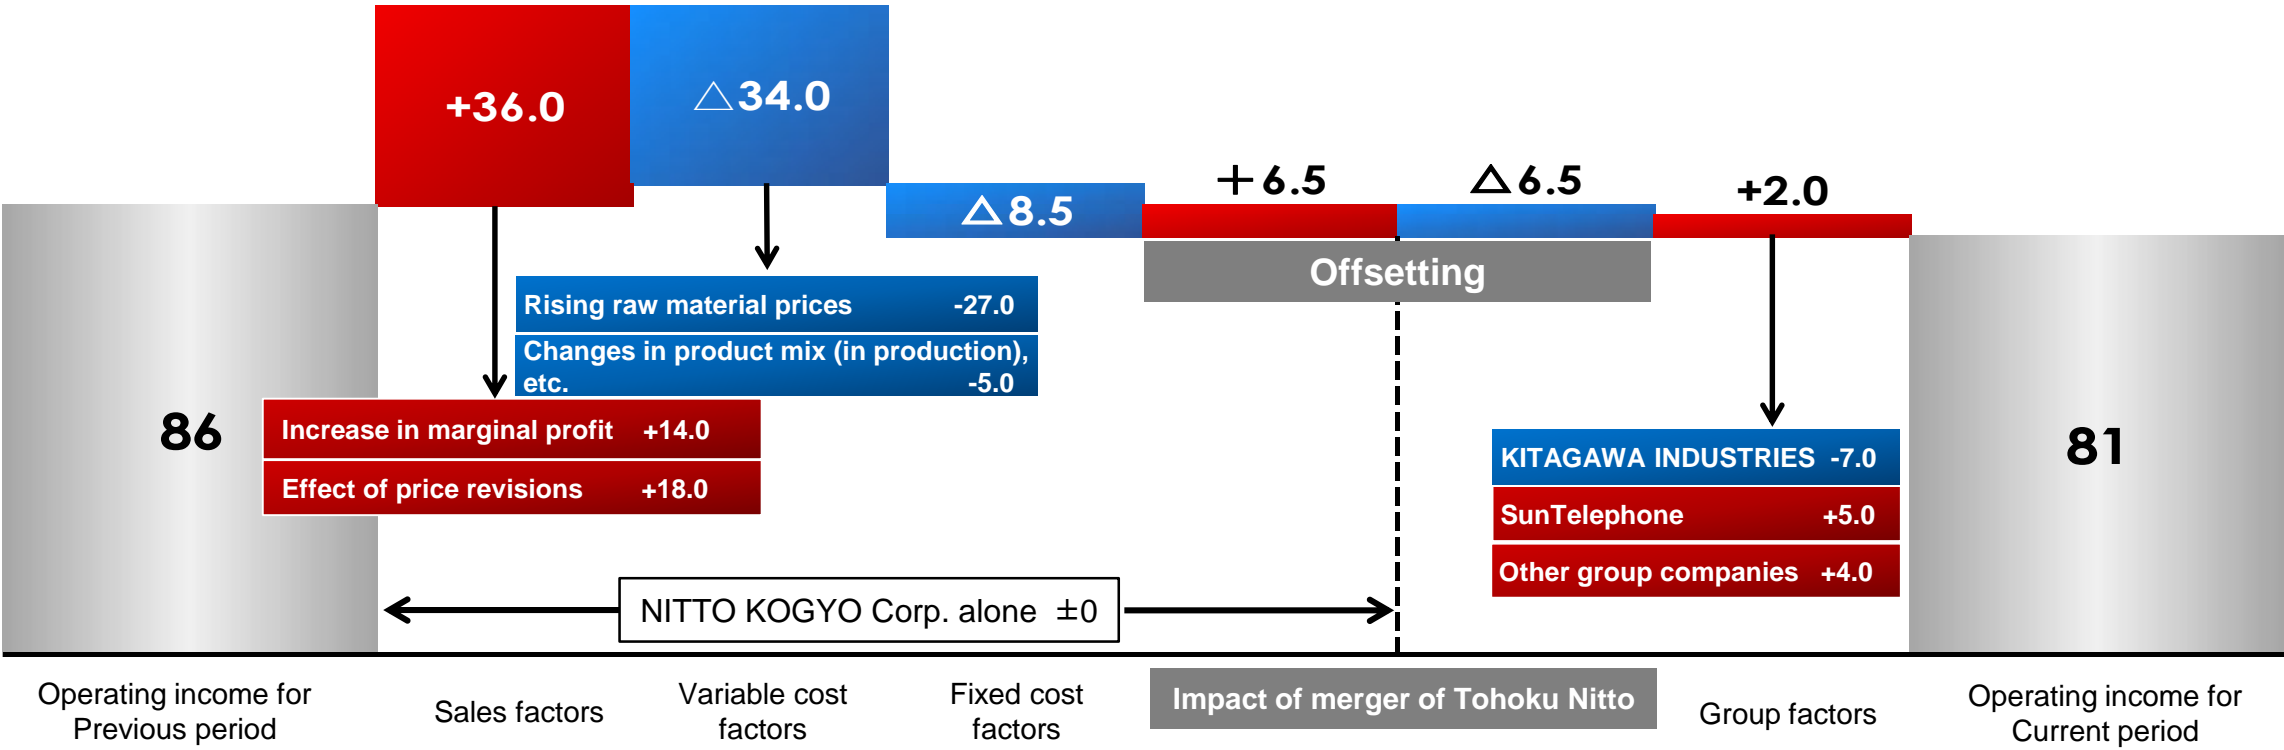 +36.0
△34.0
△8.5
+6.5
△6.5
+2.0
Offsetting
Rising raw material prices -27.0
Changes in product mix (in production),
etc. -5.0
86
Increase in marginal profit +14.0
Effect of price revisions +18.0
KITAGAWA INDUSTRIES -7.0
SunTelephone +5.0
Other group companies +4.0
81
NITTO KOGYO Corp. alone ±0
Operating income for
Previous period
Sales factors
Variable cost
factors
Fixed cost
factors
Impact of merger of Tohoku Nitto
Group factors
Operating income for
Current period